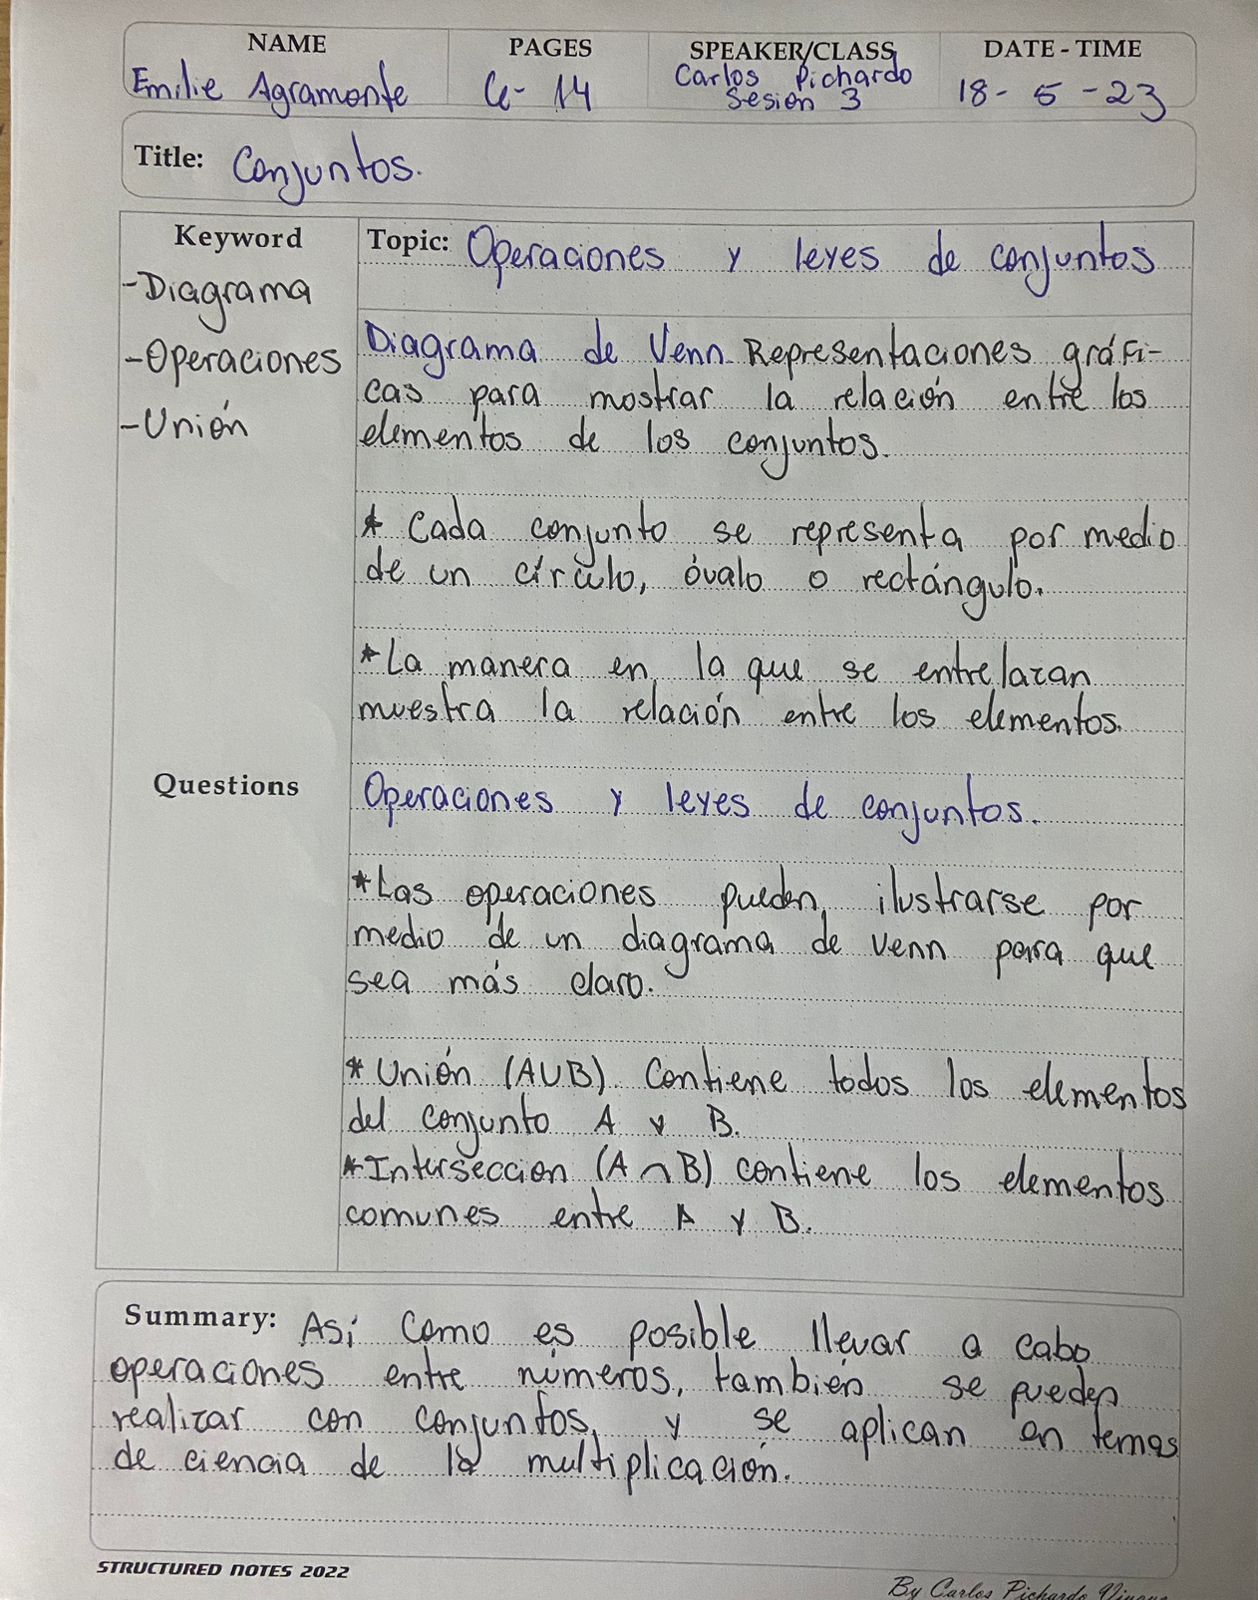 NAME PAGES SPEAKER/CLASS DATE - TIME
Emilie Agramonte 14 Carlos Pichardo Sesion 3 18-5-23
Title: Conjuntos.
Keyword
-Diagrama
-Operaciones
-Unión
Topic: Operaciones y leyes de conjuntos
Diagrama de Venn. Representaciones gráfi-
cas para mostrar la relación entre los
elementos de los conjuntos.
* Cada conjunto se representa por medio
de un círculo, óvalo o rectángulo.
* La manera en la que se entrelazan
muestra la relación entre los elementos.
Questions
Operaciones y leyes de conjuntos.
* Las operaciones pueden ilustrarse por
medio de un diagrama de Venn para que
sea más claro.
* Unión (A∪B) Contiene todos los elementos
del conjunto A y B.
* Interseccion (A∩B) contiene los elementos
comunes entre A y B.
Summary: Así como es posible llevar a cabo
operaciones entre números, también se pueden
realizar con conjuntos, y se aplican en temas
de ciencia de la multiplicación.
STRUCTURED NOTES 2022
By Carlos Pichardo